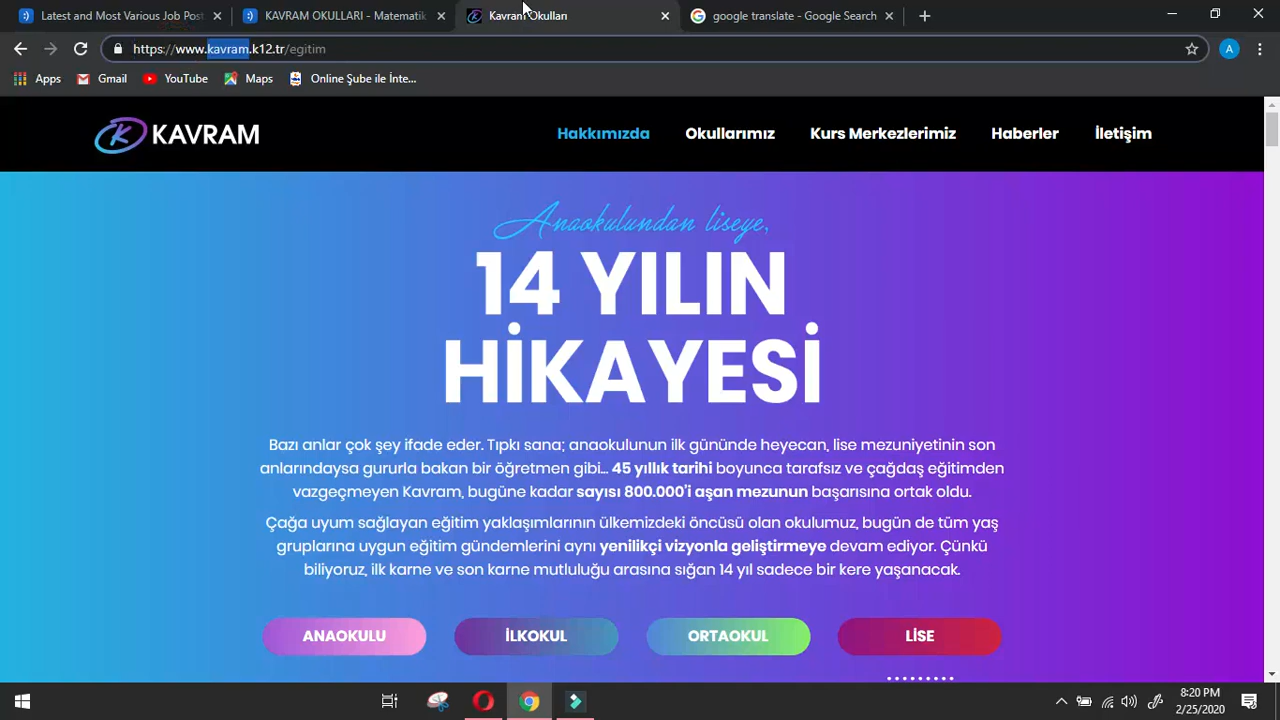 Latest and Most Various Job Post
KAVRAM OKULLARI - Matematik
Kavram Okulları
google translate - Google Search
https://www.kavram.k12.tr/egitim
A
Apps
Gmail
YouTube
Maps
Online Şube ile İnte...
KAVRAM
Hakkımızda
Okullarımız
Kurs Merkezlerimiz
Haberler
İletişim
Anaokulundan liseye,
14 YILIN
HİKAYESİ
Bazı anlar çok şey ifade eder. Tıpkı sana; anaokulunun ilk gününde heyecan, lise mezuniyetinin son
anlarındaysa gururla bakan bir öğretmen gibi... 45 yıllık tarihi boyunca tarafsız ve çağdaş eğitimden
vazgeçmeyen Kavram, bugüne kadar sayısı 800.000'i aşan mezunun başarısına ortak oldu.
Çağa uyum sağlayan eğitim yaklaşımlarının ülkemizdeki öncüsü olan okulumuz, bugün de tüm yaş
gruplarına uygun eğitim gündemlerini aynı yenilikçi vizyonla geliştirmeye devam ediyor. Çünkü
biliyoruz, ilk karne ve son karne mutluluğu arasına sığan 14 yıl sadece bir kere yaşanacak.
ANAOKULU
İLKOKUL
ORTAOKUL
LİSE
8:20 PM
2/25/2020